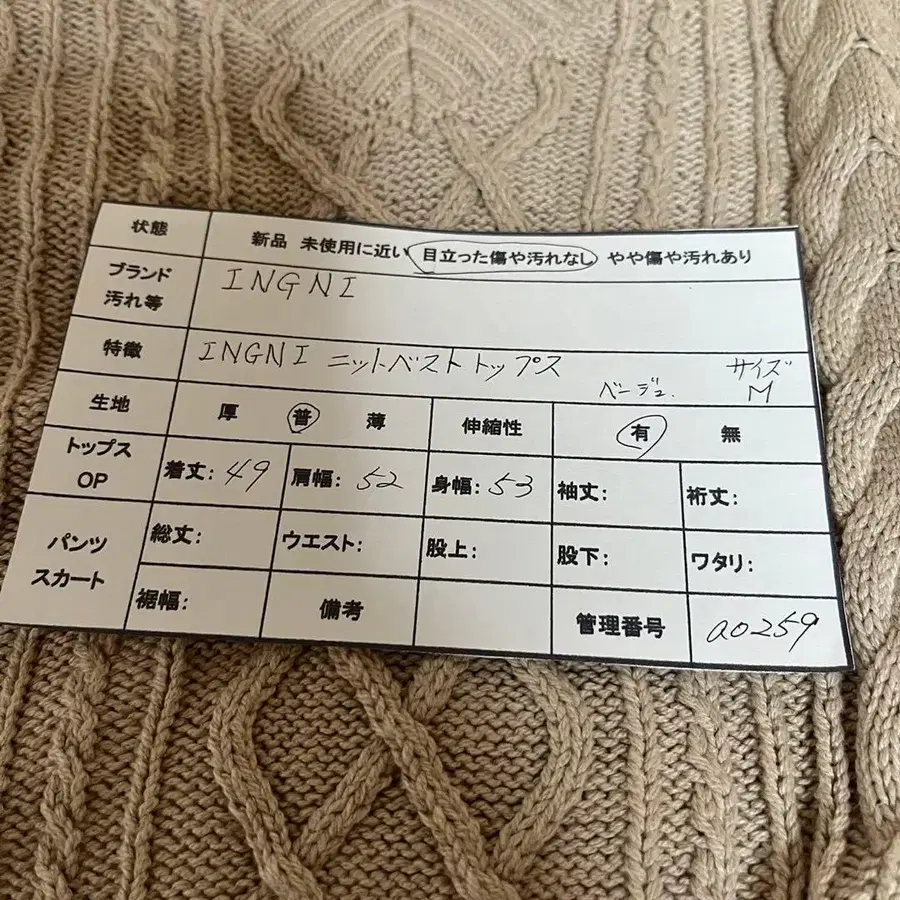 状態 新品 未使用に近い 目立った傷や汚れなし やや傷や汚れあり
ブランド
汚れ等 INGNI
特徴 INGNI ニットベスト トップス ベージュ. サイズ M
生地 厚 普 薄 伸縮性 有 無
トップス
OP 着丈: 49 肩幅: 52 身幅: 53 袖丈: 裄丈:
パンツ
スカート 総丈: ウエスト: 股上: 股下: ワタリ:
裾幅: 備考 管理番号 a0259